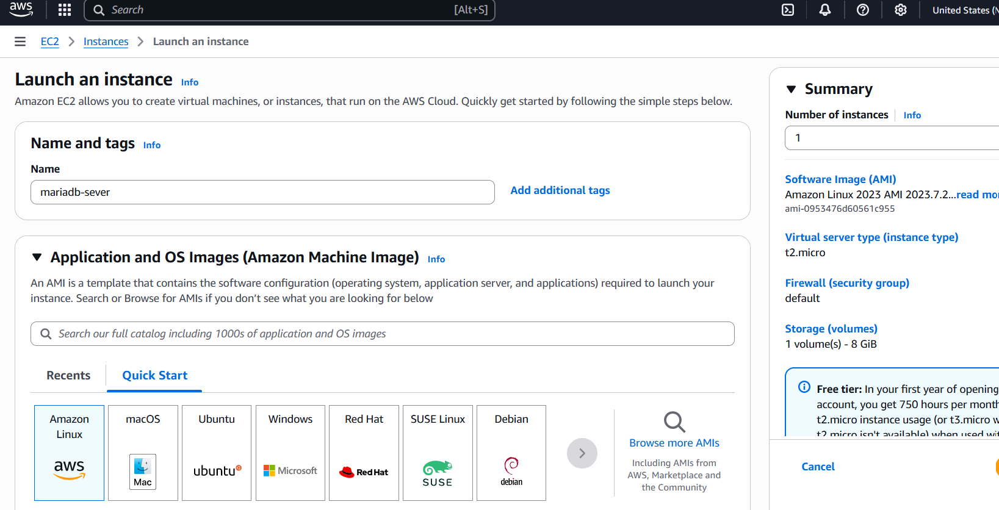 aws
Search [Alt+S]
United States (N
EC2 > Instances > Launch an instance
Launch an instance Info
Amazon EC2 allows you to create virtual machines, or instances, that run on the AWS Cloud. Quickly get started by following the simple steps below.
Name and tags Info
Name
mariadb-sever
Add additional tags
Application and OS Images (Amazon Machine Image) Info
An AMI is a template that contains the software configuration (operating system, application server, and applications) required to launch your
instance. Search or Browse for AMIs if you don’t see what you are looking for below
Search our full catalog including 1000s of application and OS images
Recents
Quick Start
Amazon
Linux
aws
macOS
Mac
Ubuntu
ubuntu
Windows
Microsoft
Red Hat
Red Hat
SUSE Linux
SUSE
Debian
debian
Browse more AMIs
Including AMIs from
AWS, Marketplace and
the Community
Summary
Number of instances Info
1
Software Image (AMI)
Amazon Linux 2023 AMI 2023.7.2...read mo
ami-0953476d60561c955
Virtual server type (instance type)
t2.micro
Firewall (security group)
default
Storage (volumes)
1 volume(s) - 8 GiB
Free tier: In your first year of opening
account, you get 750 hours per month
t2.micro instance usage (or t3.micro w
t2.micro isn't available) when used wit
Cancel